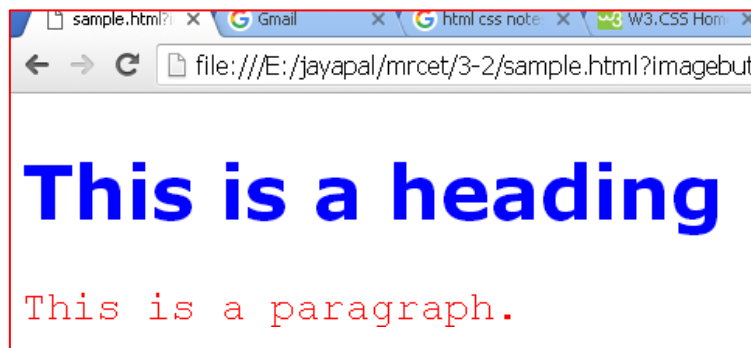 sample.html?i Gmail html css note W3.CSS Hom
file:///E:/jayapal/mrcet/3-2/sample.html?imagebut
This is a heading
This is a paragraph.